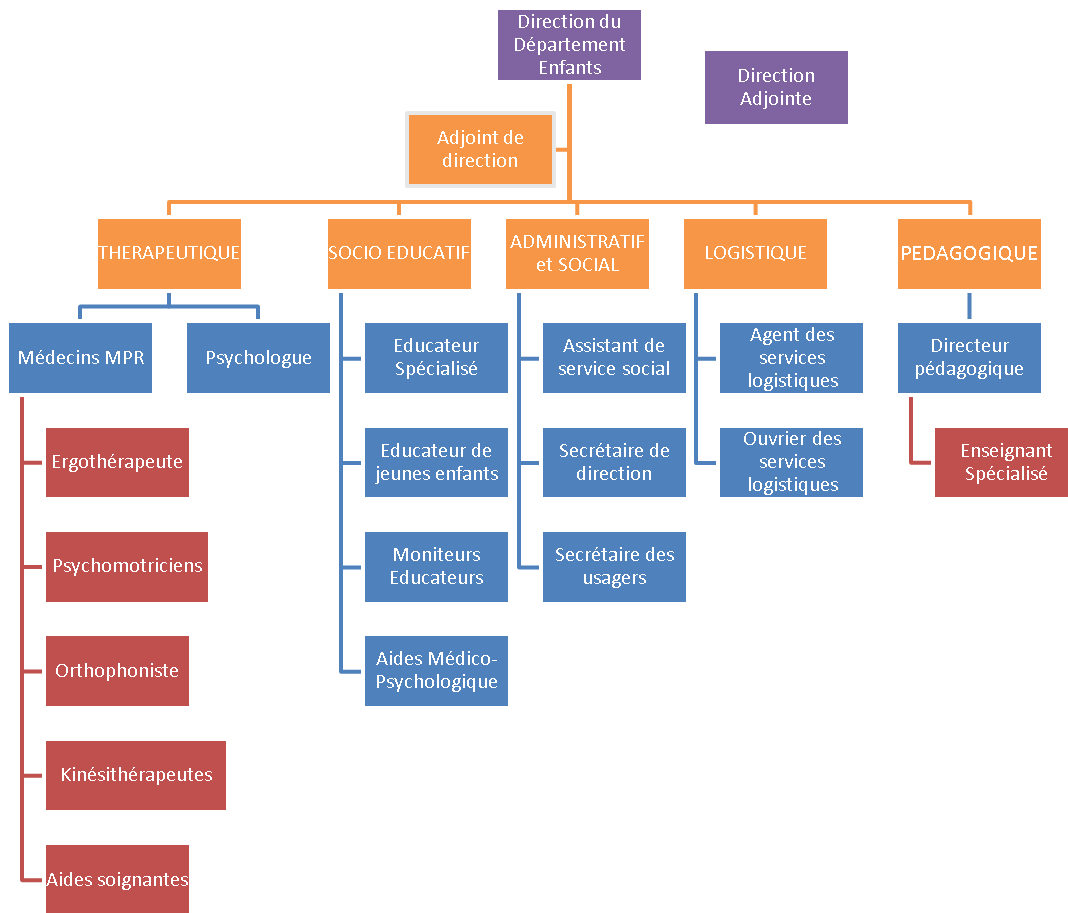 Direction du
Département
Enfants
Direction
Adjointe
Adjoint de
direction
THERAPEUTIQUE
SOCIO EDUCATIF
ADMINISTRATIF
et SOCIAL
LOGISTIQUE
PEDAGOGIQUE
Médecins MPR
Psychologue
Educateur
Spécialisé
Assistant de
service social
Agent des
services
logistiques
Directeur
pédagogique
Ergothérapeute
Educateur de
jeunes enfants
Secrétaire de
direction
Ouvrier des
services
logistiques
Enseignant
Spécialisé
Psychomotriciens
Moniteurs
Educateurs
Secrétaire des
usagers
Orthophoniste
Aides Médico-
Psychologique
Kinésithérapeutes
Aides soignantes